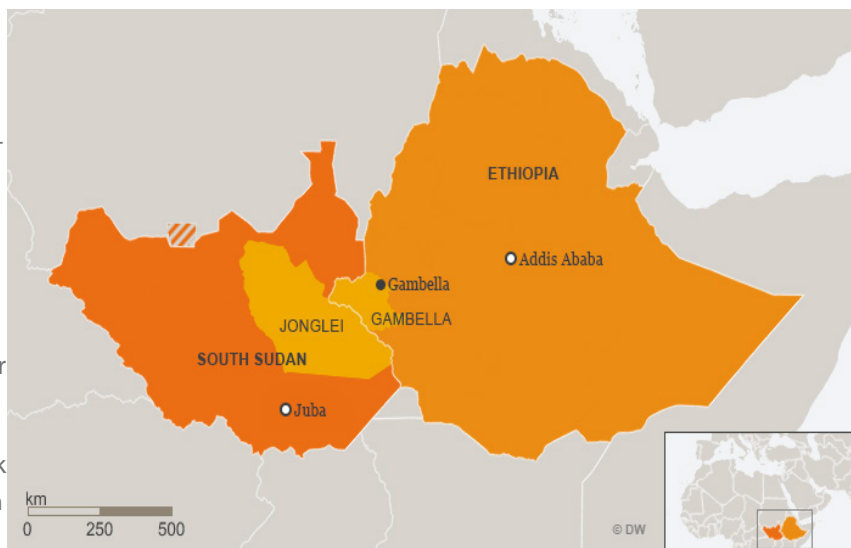 ETHIOPIA
Addis Ababa
Gambella
GAMBELLA
JONGLEI
SOUTH SUDAN
Juba
km
0 250 500
© DW
r
k